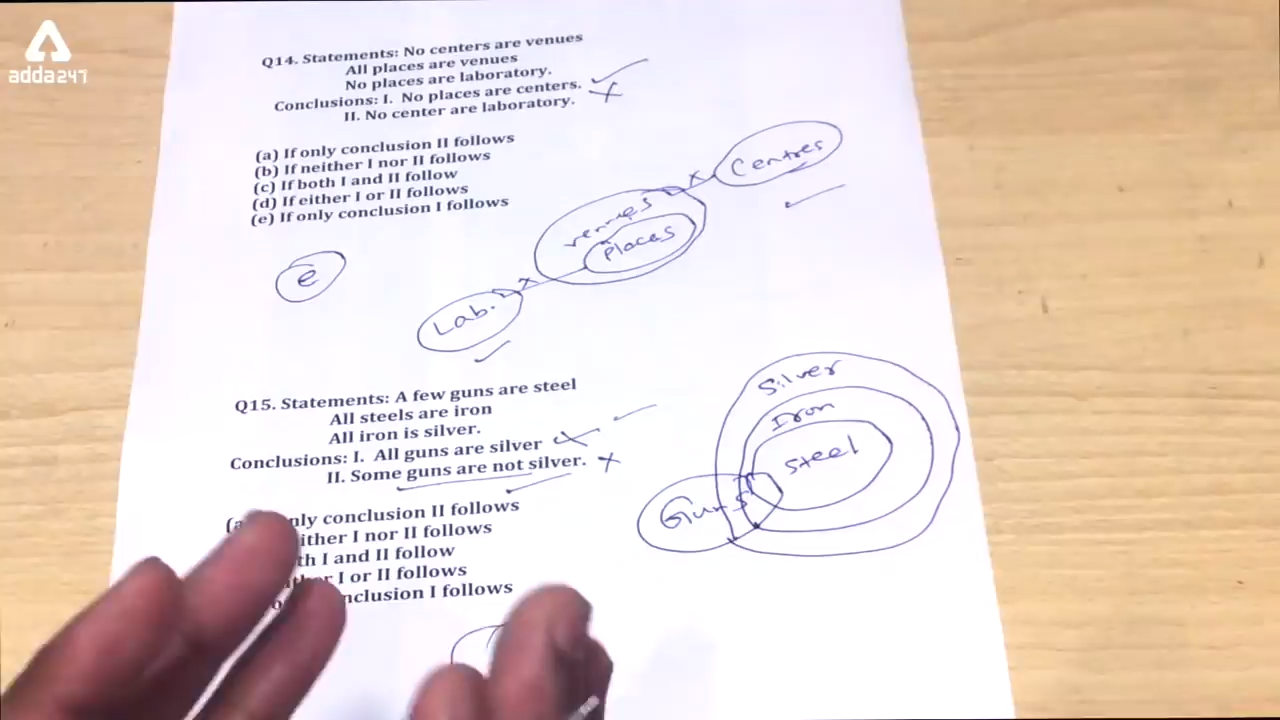 adda247
Q14. Statements: No centers are venues
All places are venues
No places are laboratory.
Conclusions: I. No places are centers.
II. No center are laboratory.
(a) If only conclusion II follows
(b) If neither I nor II follows
(c) If both I and II follow
(d) If either I or II follows
(e) If only conclusion I follows
Centres
venues
Places
e
Lab.
Q15. Statements: A few guns are steel
All steels are iron
All iron is silver.
Conclusions: I. All guns are silver
II. Some guns are not silver.
Silver
Iron
Steel
Guns
nly conclusion II follows
ither I nor II follows
th I and II follow
I or II follows
nclusion I follows